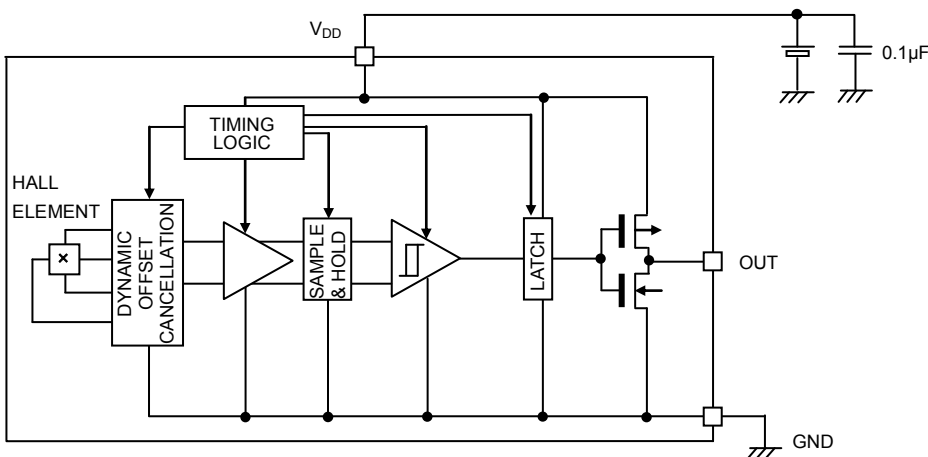 V_DD
0.1µF
TIMING
LOGIC
HALL
ELEMENT
DYNAMIC
OFFSET
CANCELLATION
×
SAMPLE
& HOLD
LATCH
OUT
GND